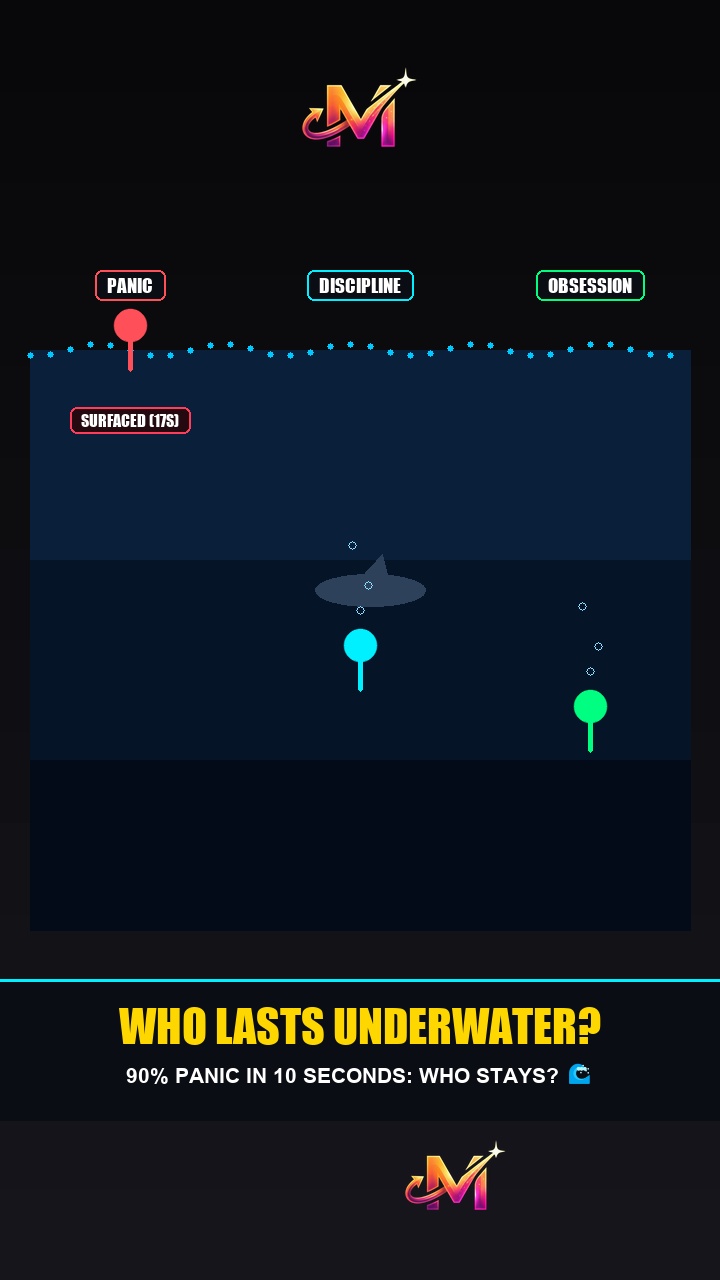 M
PANIC
DISCIPLINE
OBSESSION
SURFACED (17S)
WHO LASTS UNDERWATER?
90% PANIC IN 10 SECONDS: WHO STAYS? 🌊
M